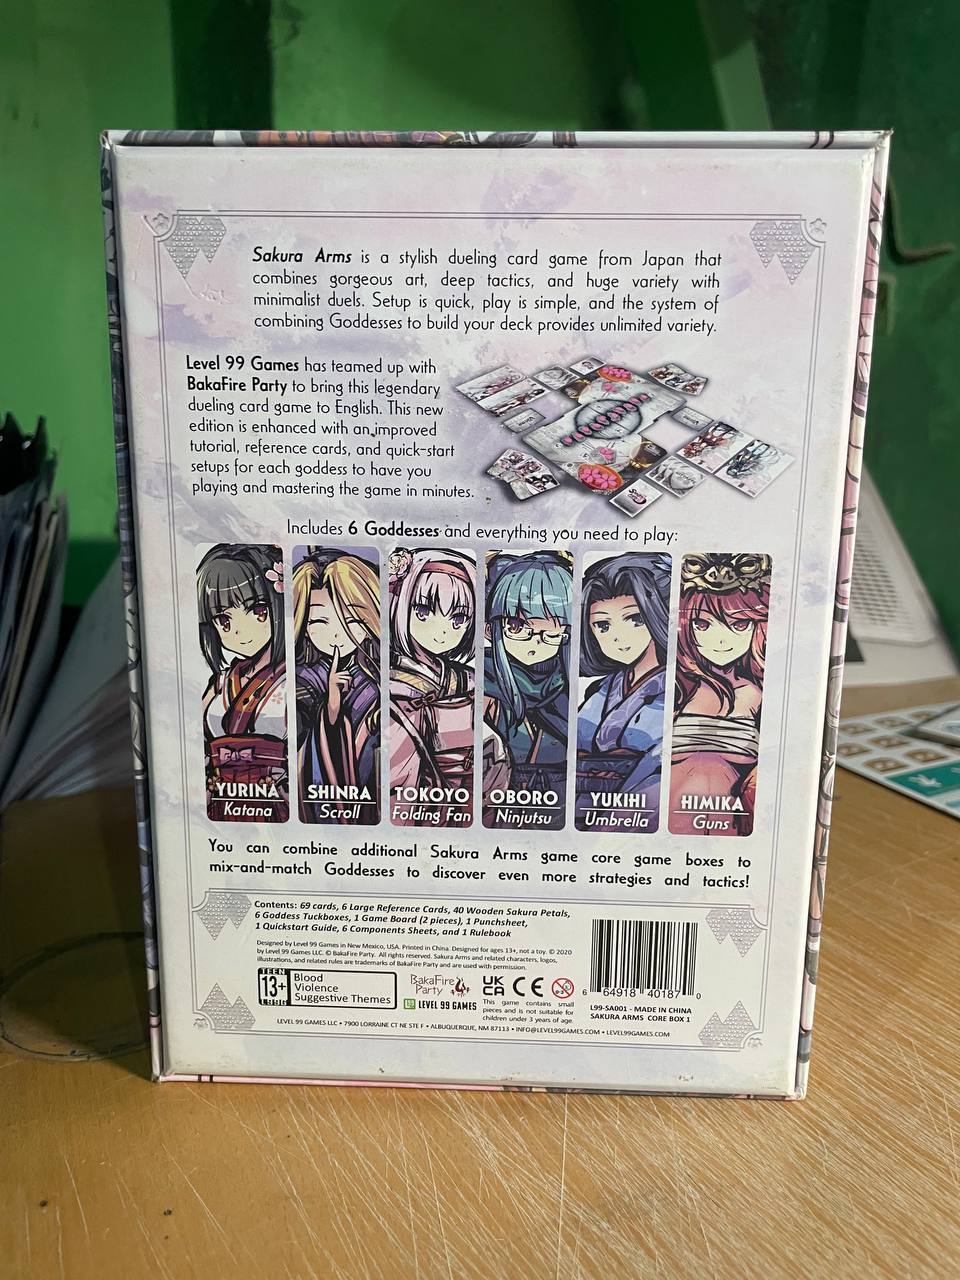 Sakura Arms is a stylish dueling card game from Japan that
combines gorgeous art, deep tactics, and huge variety with
minimalist duels. Setup is quick, play is simple, and the system of
combining Goddesses to build your deck provides unlimited variety.
Level 99 Games has teamed up with
BakaFire Party to bring this legendary
dueling card game to English. This new
edition is enhanced with an improved
tutorial, reference cards, and quick-start
setups for each goddess to have you
playing and mastering the game in minutes.
Includes 6 Goddesses and everything you need to play:
YURINA
Katana
SHINRA
Scroll
TOKOYO
Folding Fan
OBORO
Ninjutsu
YUKIHI
Umbrella
HIMIKA
Guns
You can combine additional Sakura Arms game core game boxes to
mix-and-match Goddesses to discover even more strategies and tactics!
Contents: 69 cards, 6 Large Reference Cards, 40 Wooden Sakura Petals,
6 Goddess Tuckboxes, 1 Game Board (2 pieces), 1 Punchsheet,
1 Quickstart Guide, 6 Components Sheets, and 1 Rulebook
Designed by Level 99 Games in New Mexico, USA. Printed in China. Designed for ages 13+, not a toy. © 2020
by Level 99 Games LLC. © BakaFire Party. All rights reserved. Sakura Arms and related characters, logos,
illustrations, and related rules are trademarks of BakaFire Party and are used with permission.
TEEN
13+
Blood
Violence
Suggestive Themes
BakaFire
Party
LEVEL 99 GAMES
UK
CA
CE
0-3
This game contains small
pieces and is not suitable for
children under 3 years of age.
6 64918 40187 0
L99-SA001 - MADE IN CHINA
SAKURA ARMS CORE BOX 1
LEVEL 99 GAMES LLC • 7900 LORRAINE CT NE STE F • ALBUQUERQUE, NM 87113 • INFO@LEVEL99GAMES.COM • LEVEL99GAMES.COM